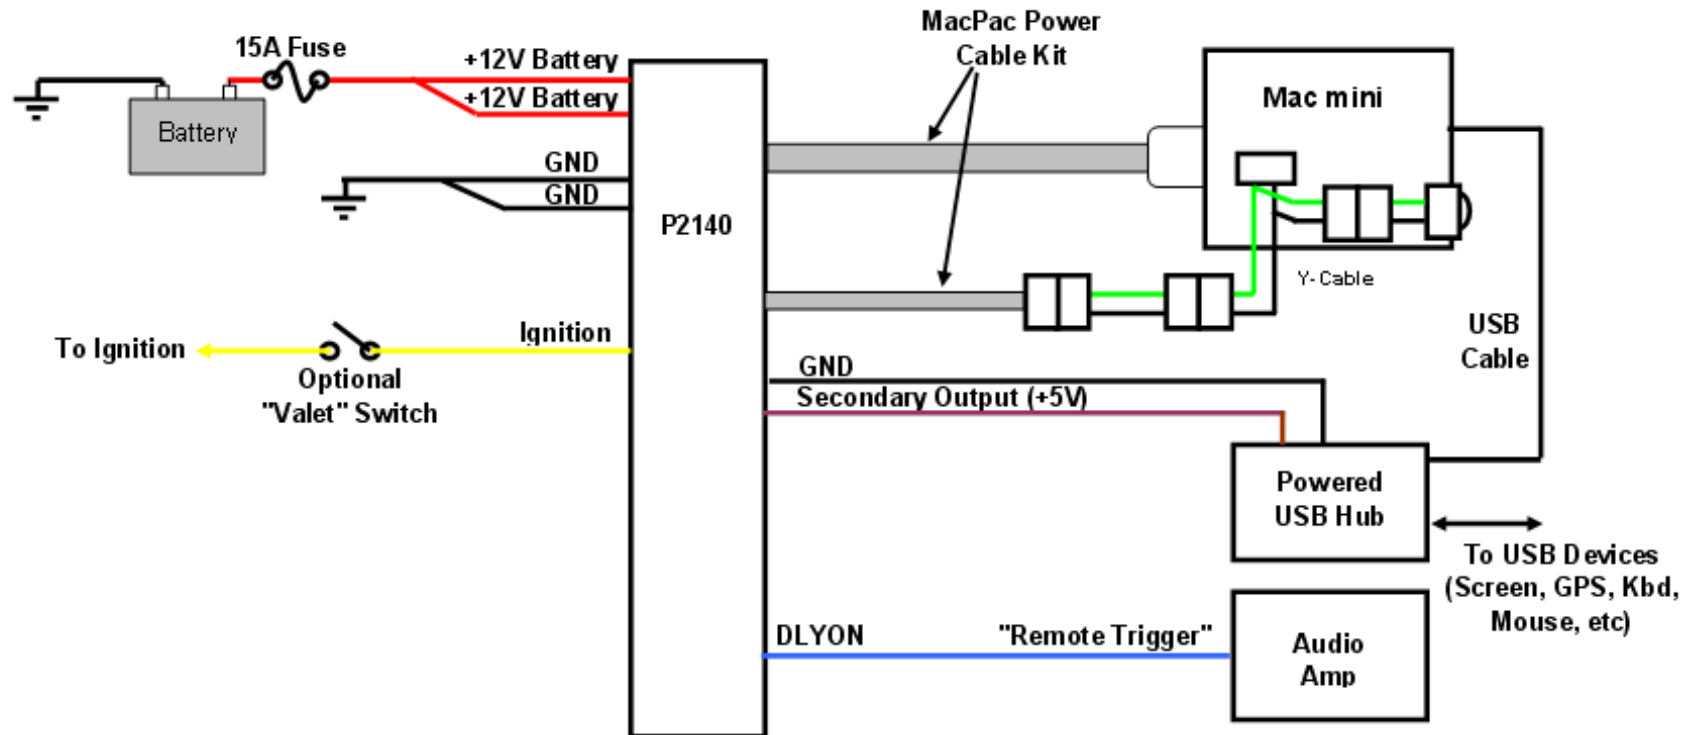 MacPac Power
Cable Kit
15A Fuse
+12V Battery
+12V Battery
Battery
Mac mini
GND
GND
P2140
Y-Cable
To Ignition
Ignition
Optional
"Valet" Switch
USB
Cable
GND
Secondary Output (+5V)
Powered
USB Hub
To USB Devices
(Screen, GPS, Kbd,
Mouse, etc)
DLYON
"Remote Trigger"
Audio
Amp